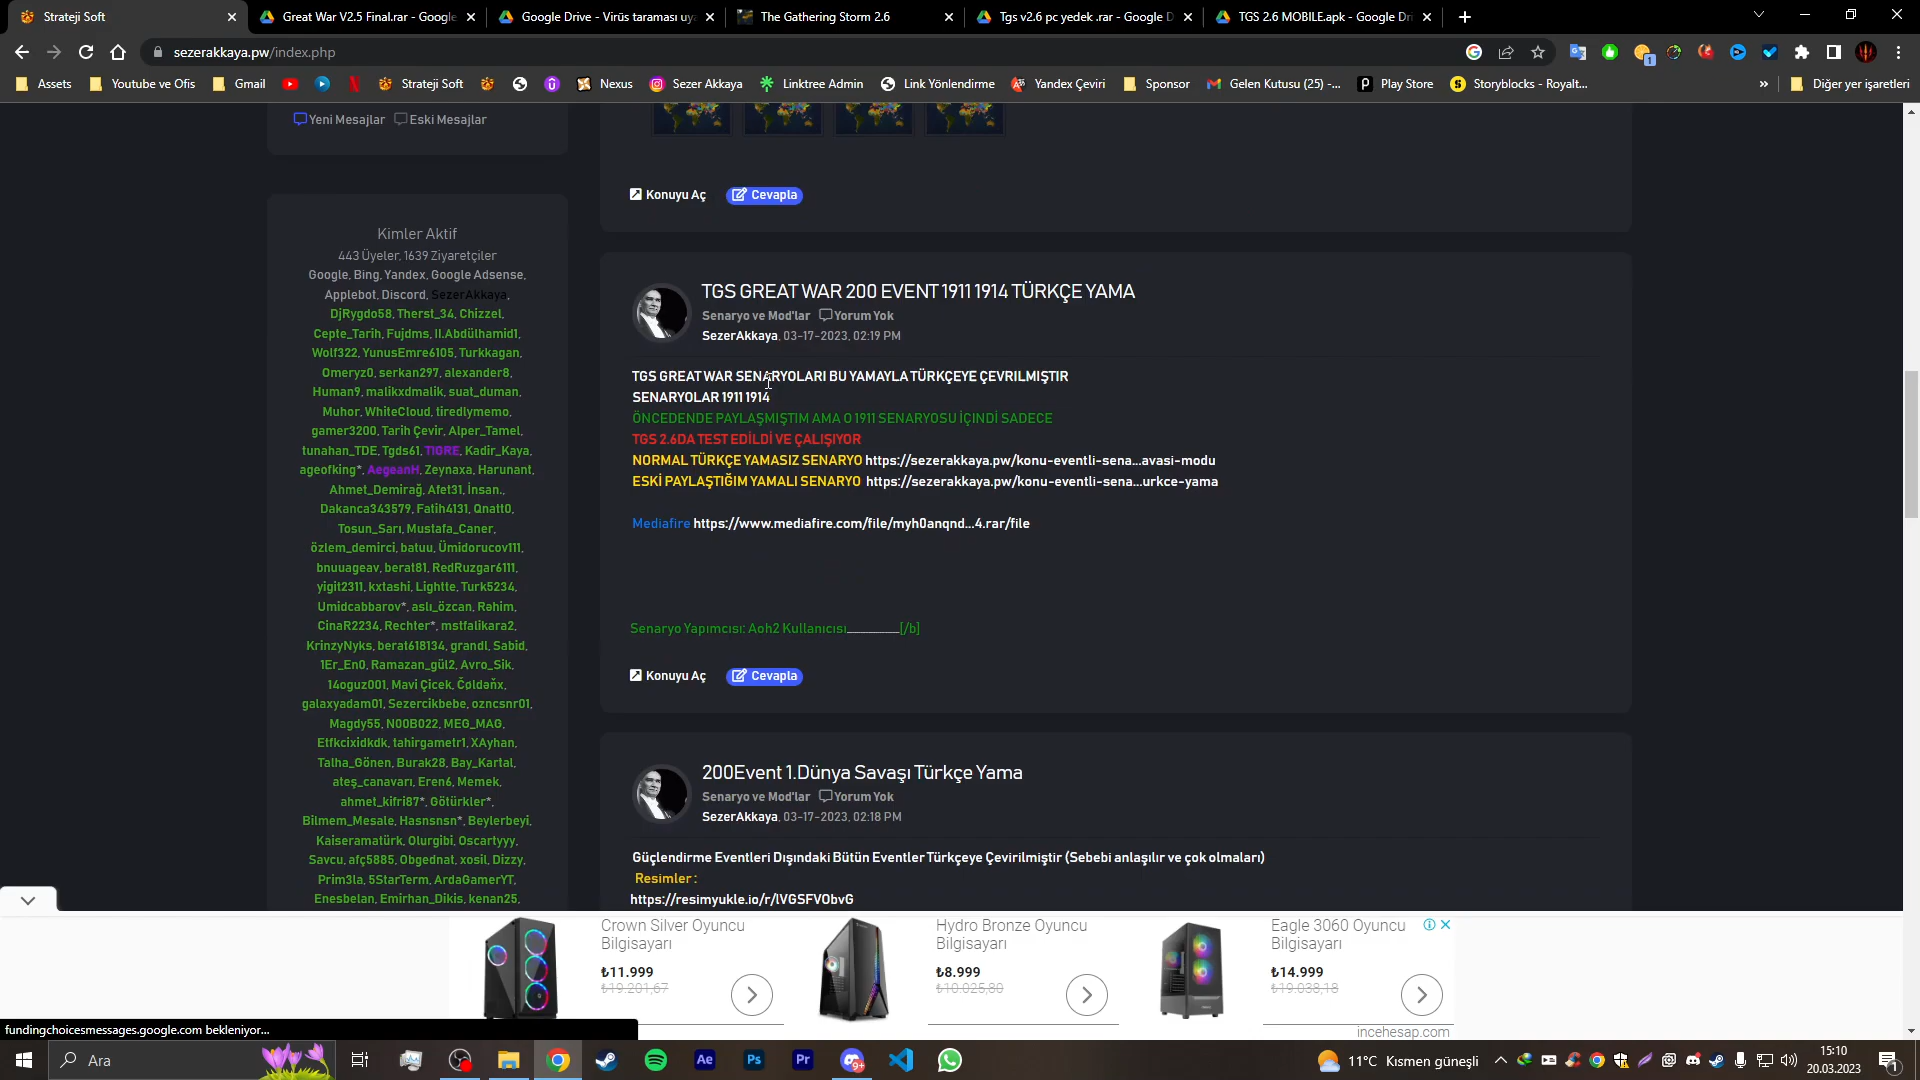 Strateji Soft
Great War V2.5 Final.rar - Google
Google Drive - Virüs taraması uya
The Gathering Storm 2.6
Tgs v2.6 pc yedek .rar - Google D
TGS 2.6 MOBILE.apk - Google Dri
sezerakkaya.pw/index.php
Assets
Youtube ve Ofis
Gmail
Strateji Soft
Nexus
Sezer Akkaya
Linktree Admin
Link Yönlendirme
Yandex Çeviri
Sponsor
Gelen Kutusu (25) -...
Play Store
Storyblocks - Royalt...
Diğer yer işaretleri
Yeni Mesajlar Eski Mesajlar
Kimler Aktif
443 Üyeler, 1639 Ziyaretçiler
Google, Bing, Yandex, Google Adsense,
Applebot, Discord, SezerAkkaya,
DjRygdo58, Therst_34, Chizzel,
Cepte_Tarih, Fujdms, II.Abdülhamid1,
Wolf322, YunusEmre6105, Turkkagan,
Omeryz0, serkan297, alexander8,
Human9, malikxdmalik, suat_duman,
Muhor, WhiteCloud, tiredlymemo,
gamer3200, Tarih Çevir, Alper_Tamel,
tunahan_TDE, Tgds61, TIGRE, Kadir_Kaya,
ageofking*, AegeanH, Zeynaxa, Harunant,
Ahmet_Demirağ, Afet31, İnsan.,
Dakanca343579, Fatih4131, Qnatt0,
Tosun_Sarı, Mustafa_Caner,
özlem_demirci, batuu, Ümidorucov111,
bnuuageav, berat81, RedRuzgar6111,
yigit2311, kxtashi, Lightte, Turk5234,
Umidcabbarov*, aslı_özcan, Rəhim,
CinaR2234, Rechter*, mstfalikara2,
KrinzyNyks, berat618134, grandl, Sabid,
1Er_En0, Ramazan_gül2, Avro_Sik,
14oguz001, Mavi Çicek, Čøldəňx,
galaxyadam01, Sezercikbebe, ozncsnr01,
Magdy55, N00B022, MEG_MAG,
Etfkcixidkdk, tahirgametr1, XAyhan,
Talha_Gönen, Burak28, Bay_Kartal,
ateş_canavarı, Eren6, Memek,
ahmet_kifri87*, Götürkler*,
Bilmem_Mesale, Hasnsnsn*, Beylerbeyi,
Kaiseramatürk, Olurgibi, Oscartyyy,
Savcu, afç5885, Obgednat, xosil, Dizzy,
Prim3la, 5StarTerm, ArdaGamerYT,
Enesbelan, Emirhan_Dikis, kenan25,
Konuyu Aç Cevapla
TGS GREAT WAR 200 EVENT 1911 1914 TÜRKÇE YAMA
Senaryo ve Mod'lar Yorum Yok
SezerAkkaya, 03-17-2023, 02:19 PM
TGS GREAT WAR SENARYOLARI BU YAMAYLA TÜRKÇEYE ÇEVRILMIŞTIR
SENARYOLAR 1911 1914
ÖNCEDENDE PAYLAŞMIŞTIM AMA O 1911 SENARYOSU İÇINDİ SADECE
TGS 2.6DA TEST EDİLDİ VE ÇALIŞIYOR
NORMAL TÜRKÇE YAMASIZ SENARYO https://sezerakkaya.pw/konu-eventli-sena...avasi-modu
ESKİ PAYLAŞTIĞIM YAMALI SENARYO https://sezerakkaya.pw/konu-eventli-sena...urkce-yama
Mediafire https://www.mediafire.com/file/myh0anqnd...4.rar/file
Senaryo Yapımcısı: Aoh2 Kullanıcısı_______[/b]
Konuyu Aç Cevapla
200Event 1.Dünya Savaşı Türkçe Yama
Senaryo ve Mod'lar Yorum Yok
SezerAkkaya, 03-17-2023, 02:18 PM
Güçlendirme Eventleri Dışındaki Bütün Eventler Türkçeye Çevirilmiştir (Sebebi anlaşılır ve çok olmaları)
Resimler :
https://resimyukle.io/r/lVGSFVObvG
Crown Silver Oyuncu
Bilgisayarı
₺11.999
₺19.201,67
Hydro Bronze Oyuncu
Bilgisayarı
₺8.999
₺10.025,80
Eagle 3060 Oyuncu
Bilgisayarı
₺14.999
₺19.038,18
incehesap.com
fundingchoicesmessages.google.com bekleniyor...
Ara
Ae
Ps
Pr
9+
11°C Kısmen güneşli
15:10
20.03.2023
1